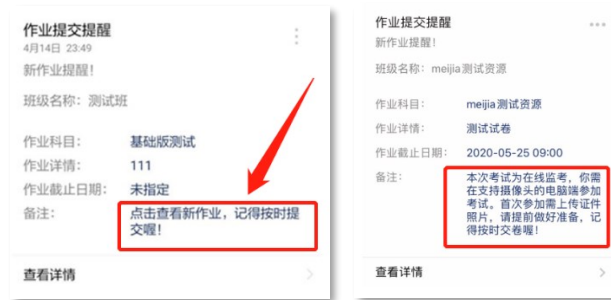 作业提交提醒
4月14日 23:49
新作业提醒！
班级名称： 测试班
作业科目： 基础版测试
作业详情： 111
作业截止日期： 未指定
备注： 点击查看新作业，记得按时提
交喔！
查看详情
作业提交提醒
新作业提醒！
班级名称： meijia测试资源
作业科目： meijia测试资源
作业详情： 测试试卷
作业截止日期： 2020-05-25 09:00
备注： 本次考试为在线监考，你需
在支持摄像头的电脑端参加
考试。首次参加需上传证件
照片，请提前做好准备，记
得按时交卷喔！
查看详情